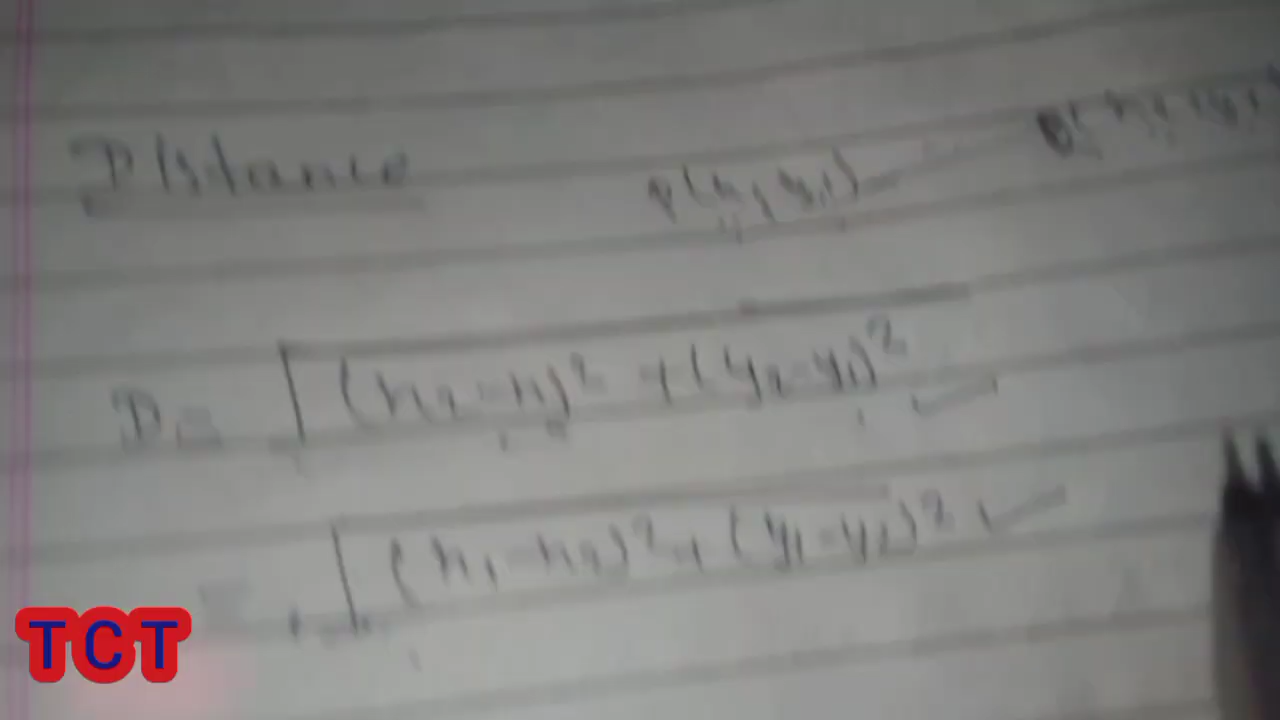 Distance
P(x₁ y₁)
D = √(x₂-x₁)² + (y₂-y₁)²
= √(x₁-x₂)² + (y₁-y₂)²
TCT